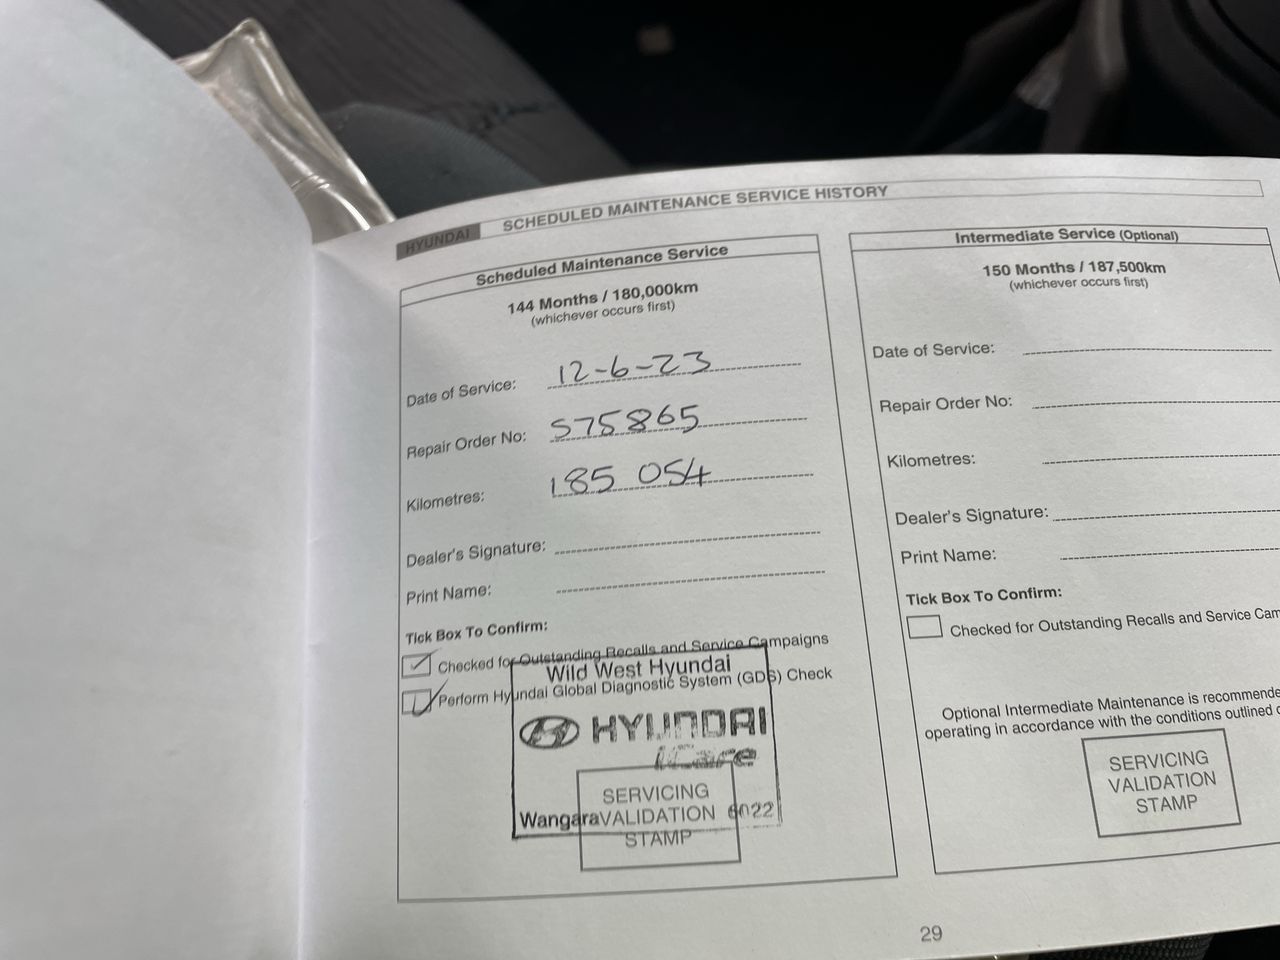 HYUNDAI SCHEDULED MAINTENANCE SERVICE HISTORY
Scheduled Maintenance Service
144 Months / 180,000km
(whichever occurs first)
Date of Service: 12-6-23
Repair Order No: S75865
Kilometres: 185 054
Dealer's Signature:
Print Name:
Tick Box To Confirm:
Checked for Outstanding Recalls and Service Campaigns
Perform Hyundai Global Diagnostic System (GDS) Check
Wild West Hyundai
HYUNDAI
iCare
Wangara 6022
SERVICING
VALIDATION
STAMP
Intermediate Service (Optional)
150 Months / 187,500km
(whichever occurs first)
Date of Service:
Repair Order No:
Kilometres:
Dealer's Signature:
Print Name:
Tick Box To Confirm:
Checked for Outstanding Recalls and Service Cam
Optional Intermediate Maintenance is recommende
operating in accordance with the conditions outlined
SERVICING
VALIDATION
STAMP
29